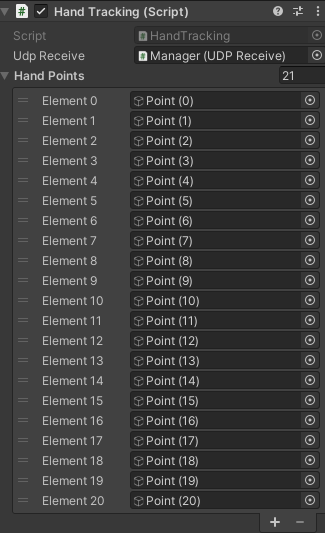 Hand Tracking (Script)
Script HandTracking
Udp Receive Manager (UDP Receive)
Hand Points 21
Element 0 Point (0)
Element 1 Point (1)
Element 2 Point (2)
Element 3 Point (3)
Element 4 Point (4)
Element 5 Point (5)
Element 6 Point (6)
Element 7 Point (7)
Element 8 Point (8)
Element 9 Point (9)
Element 10 Point (10)
Element 11 Point (11)
Element 12 Point (12)
Element 13 Point (13)
Element 14 Point (14)
Element 15 Point (15)
Element 16 Point (16)
Element 17 Point (17)
Element 18 Point (18)
Element 19 Point (19)
Element 20 Point (20)